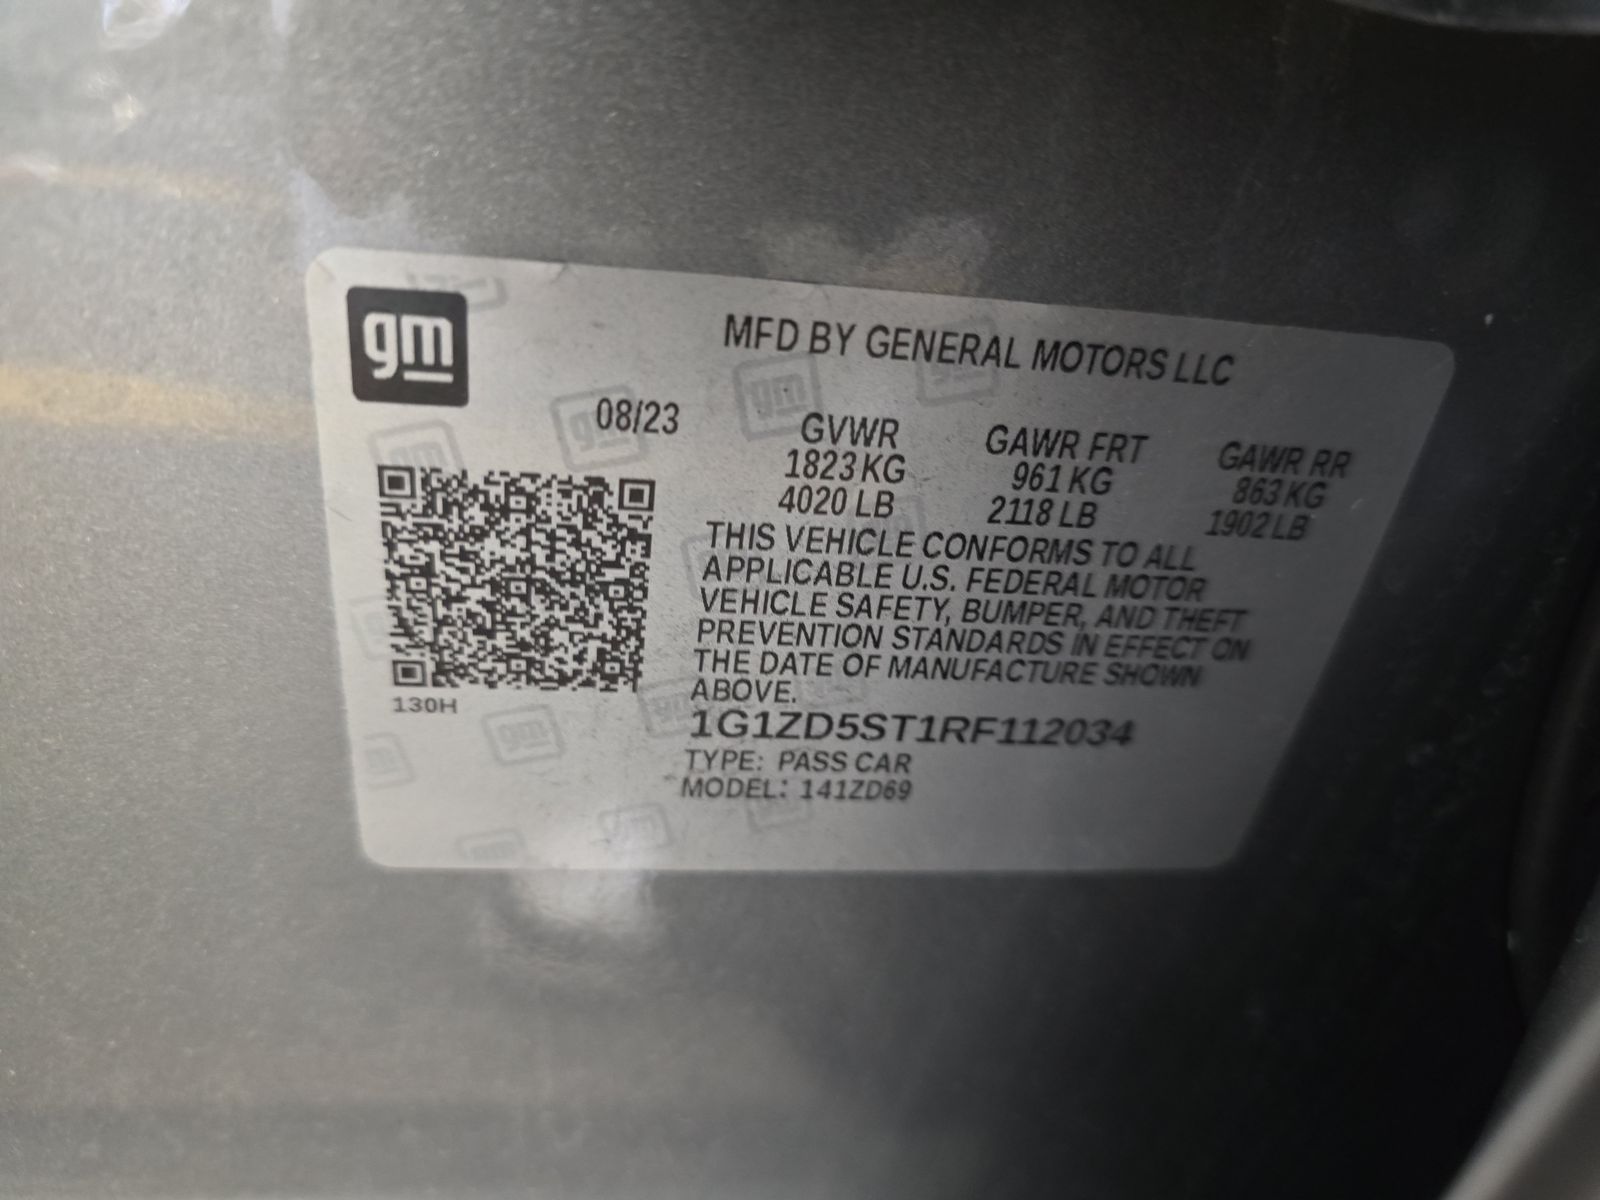 gm
MFD BY GENERAL MOTORS LLC
08/23
GVWR GAWR FRT GAWR RR
1823 KG 961 KG 863 KG
4020 LB 2118 LB 1902 LB
THIS VEHICLE CONFORMS TO ALL
APPLICABLE U.S. FEDERAL MOTOR
VEHICLE SAFETY, BUMPER, AND THEFT
PREVENTION STANDARDS IN EFFECT ON
THE DATE OF MANUFACTURE SHOWN
ABOVE.
130H
1G1ZD5ST1RF112034
TYPE: PASS CAR
MODEL: 141ZD69